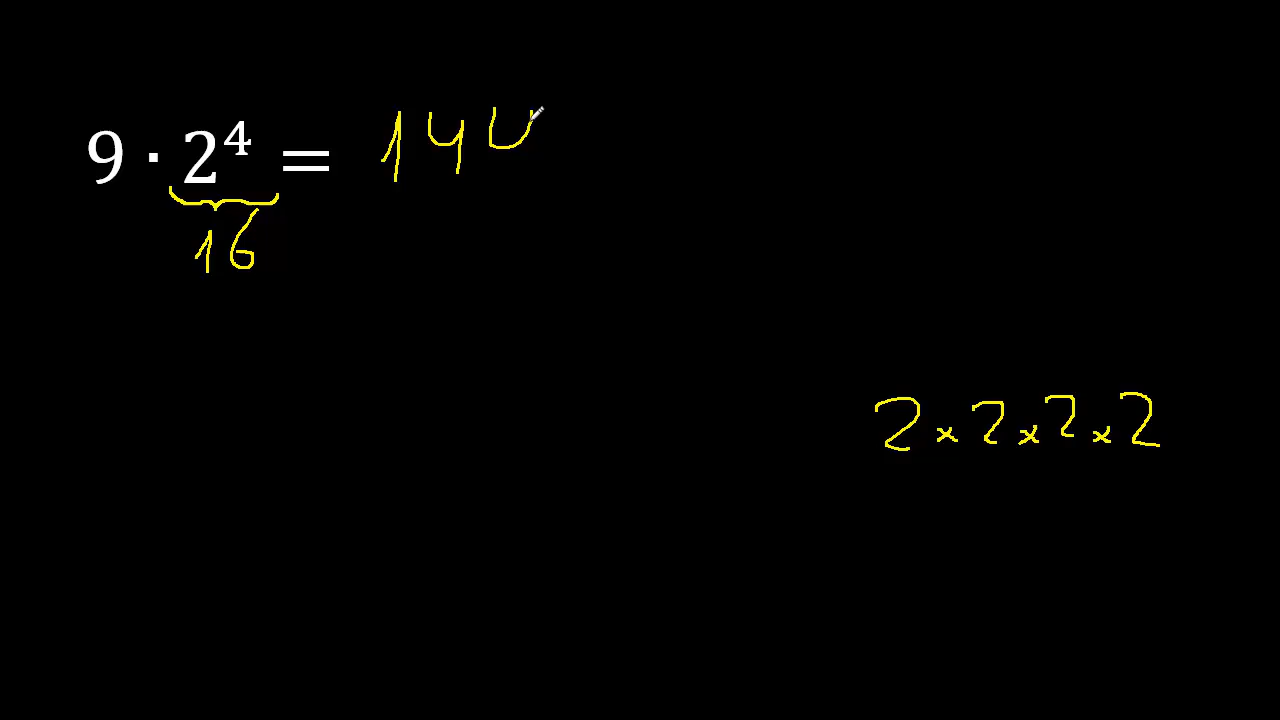 9 · 2⁴ = 14
16
2 × 2 × 2 × 2